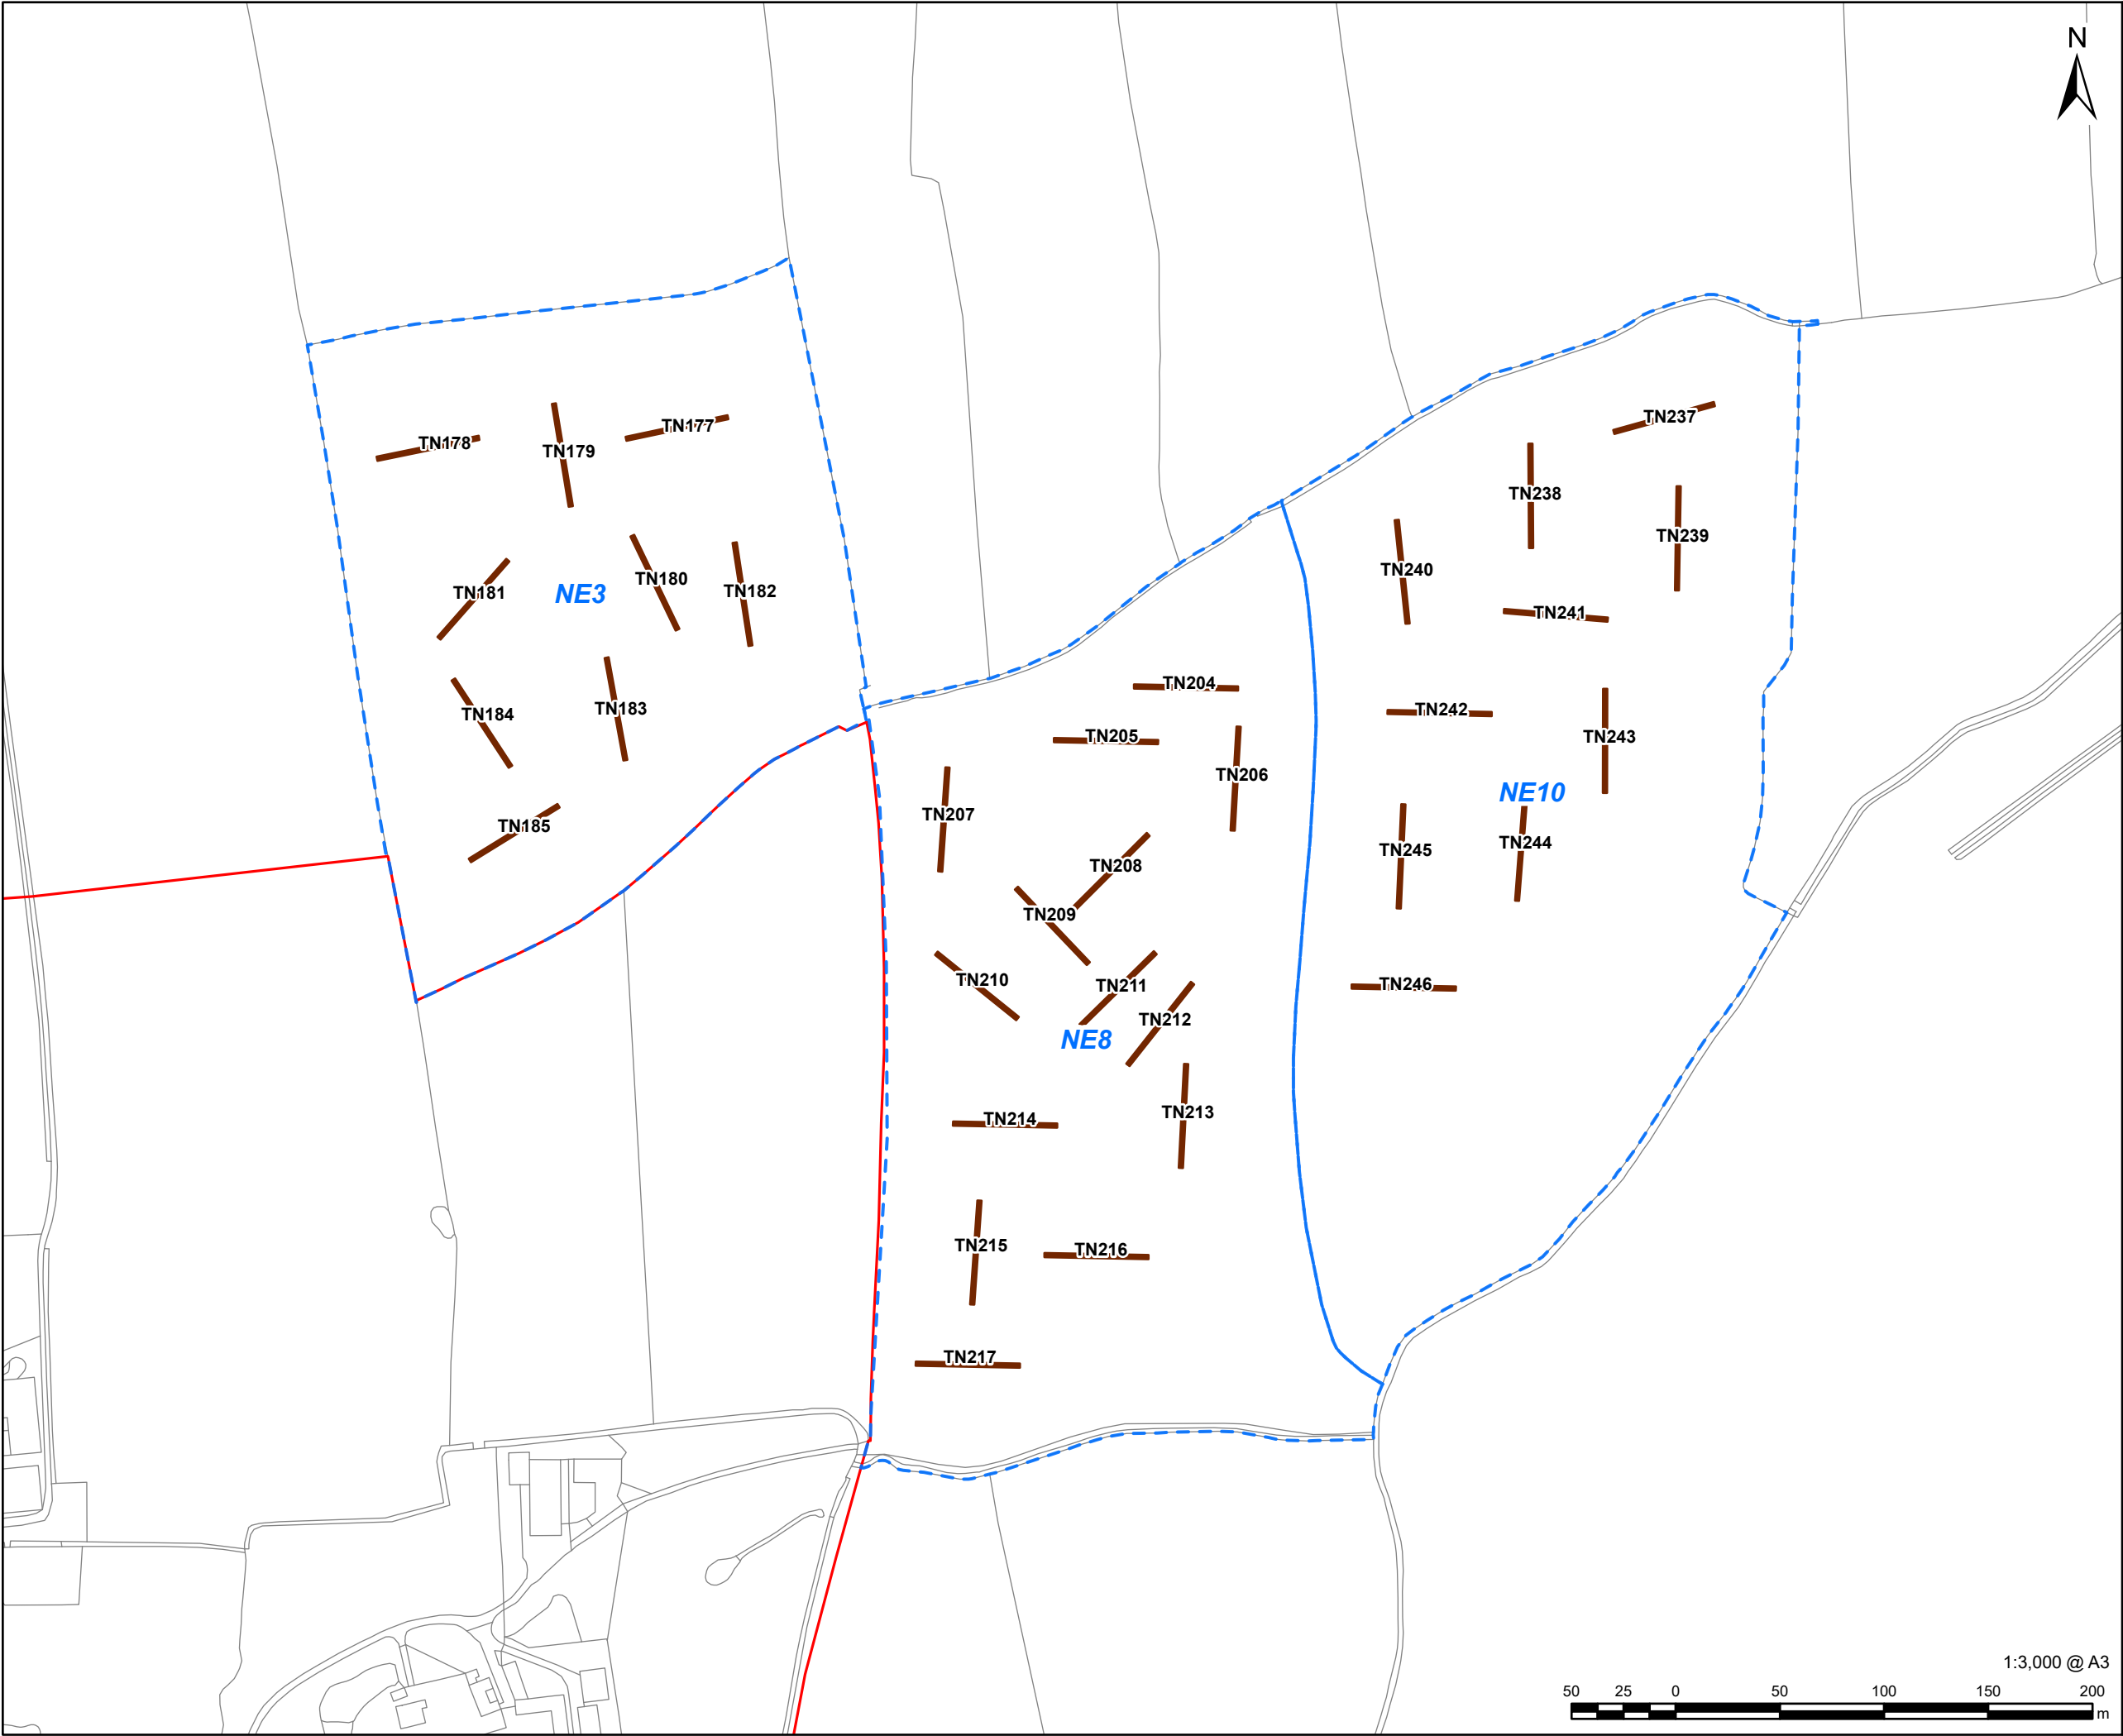 N
TN237
TN177
TN178
TN179
TN238
TN239
TN240
TN180
TN182
TN181
NE3
TN241
TN204
TN183
TN184
TN242
TN205
TN243
TN206
NE10
TN207
TN185
TN244
TN245
TN208
TN209
TN210
TN211
TN246
TN212
NE8
TN213
TN214
TN215
TN216
TN217
1:3,000 @ A3
50 25 0 50 100 150 200
m